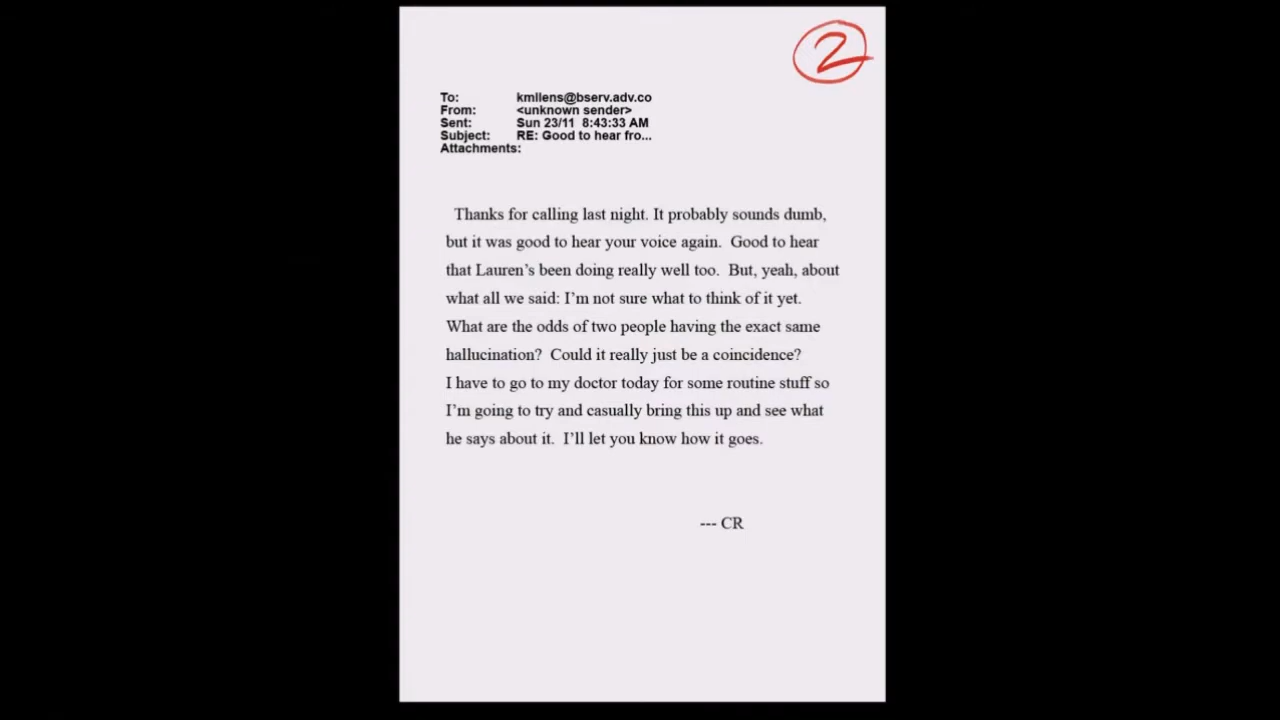 2
To: kmllens@bserv.adv.co
From: <unknown sender>
Sent: Sun 23/11 8:43:33 AM
Subject: RE: Good to hear fro...
Attachments:
Thanks for calling last night. It probably sounds dumb,
but it was good to hear your voice again. Good to hear
that Lauren’s been doing really well too. But, yeah, about
what all we said: I’m not sure what to think of it yet.
What are the odds of two people having the exact same
hallucination? Could it really just be a coincidence?
I have to go to my doctor today for some routine stuff so
I’m going to try and casually bring this up and see what
he says about it. I’ll let you know how it goes.
--- CR